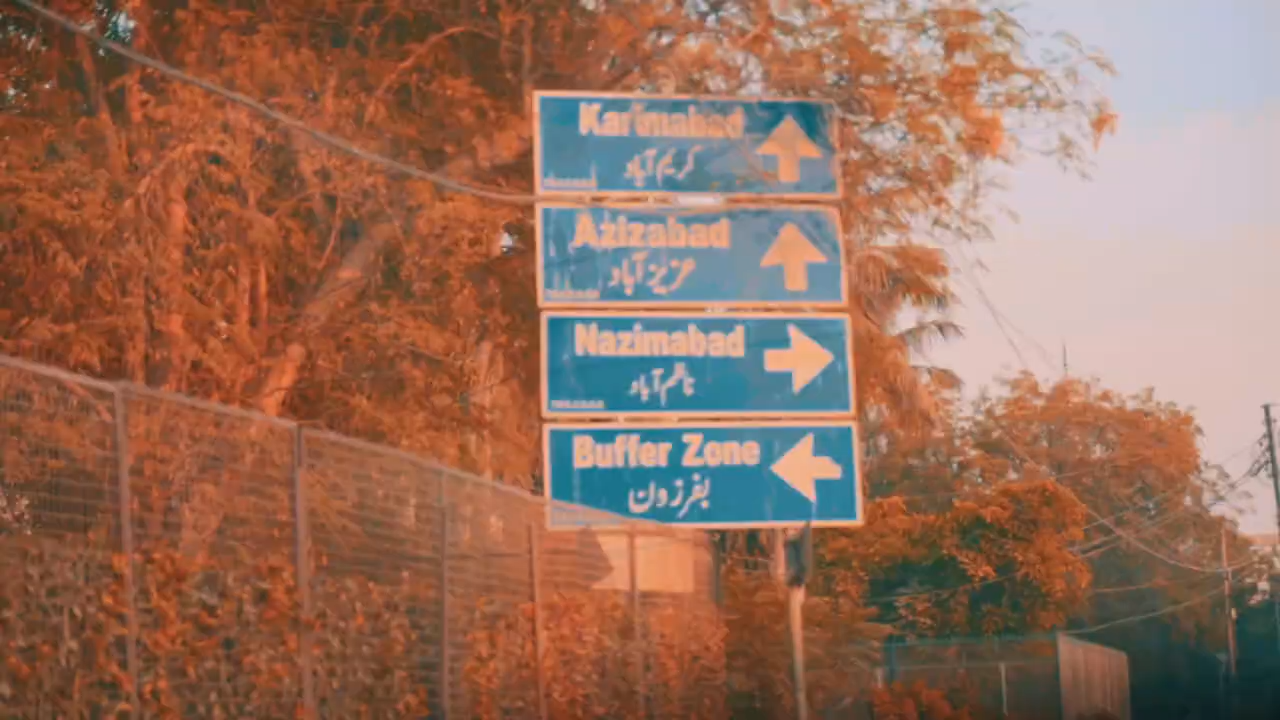 Karimabad
کریم آباد
Azizabad
عزیز آباد
Nazimabad
ناظم آباد
Buffer Zone
بفرزون